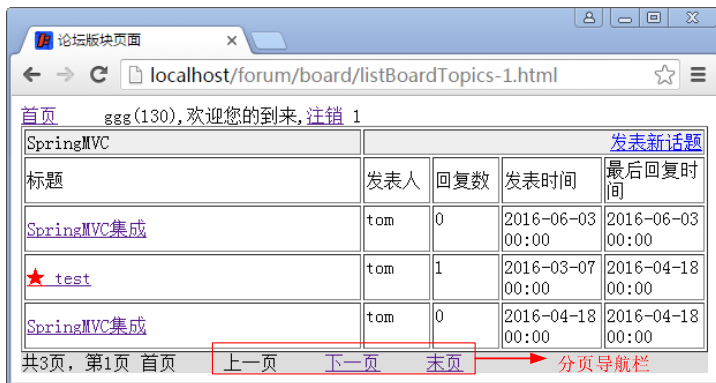 论坛版块页面
localhost/forum/board/listBoardTopics-1.html
首页 ggg(130),欢迎您的到来,注销 1
SpringMVC 发表新话题
标题 发表人 回复数 发表时间 最后回复时
间
SpringMVC集成 tom 0 2016-06-03 2016-06-03
00:00 00:00
★ test tom 1 2016-03-07 2016-04-18
00:00 00:00
SpringMVC集成 tom 0 2016-04-18 2016-04-18
00:00 00:00
共3页，第1页 首页 上一页 下一页 末页 分页导航栏